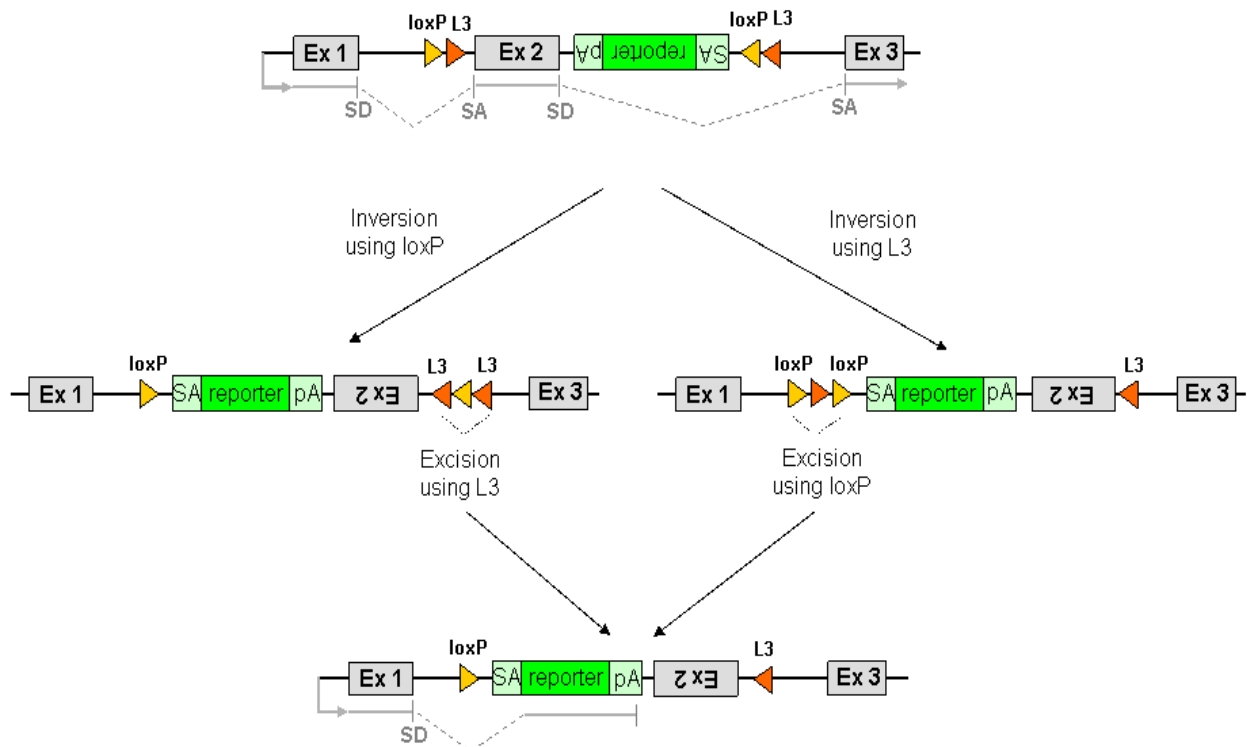 loxP L3 loxP L3
Ex 1 Ex 2 pA reporter SA Ex 3
SD SA SD SA
Inversion
using loxP
Inversion
using L3
loxP L3 L3
Ex 1 SA reporter pA Ex 2 Ex 3
loxP loxP L3
Ex 1 SA reporter pA Ex 2 Ex 3
Excision
using L3
Excision
using loxP
loxP L3
Ex 1 SA reporter pA Ex 2 Ex 3
SD